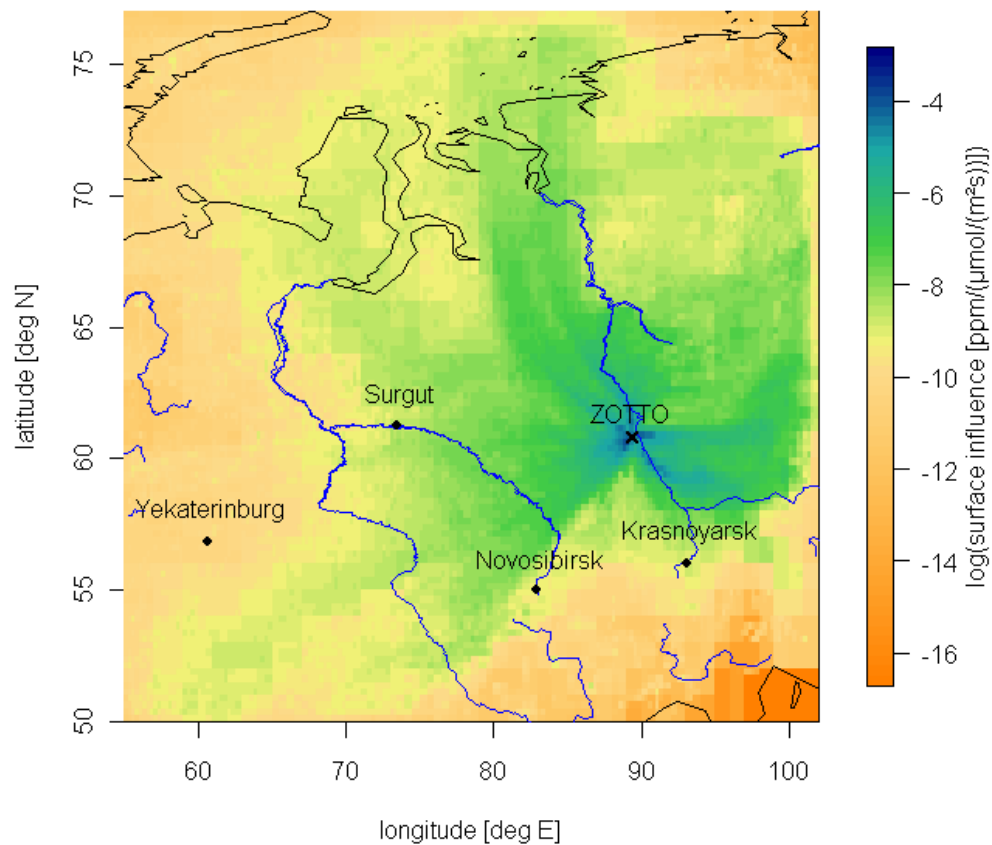 75
70
65
60
55
50
latitude [deg N]
Surgut
ZOTTO
Yekaterinburg
Krasnoyarsk
Novosibirsk
60
70
80
90
100
longitude [deg E]
-4
-6
-8
-10
-12
-14
-16
log(surface influence [ppm/(µmol/(m²s))])